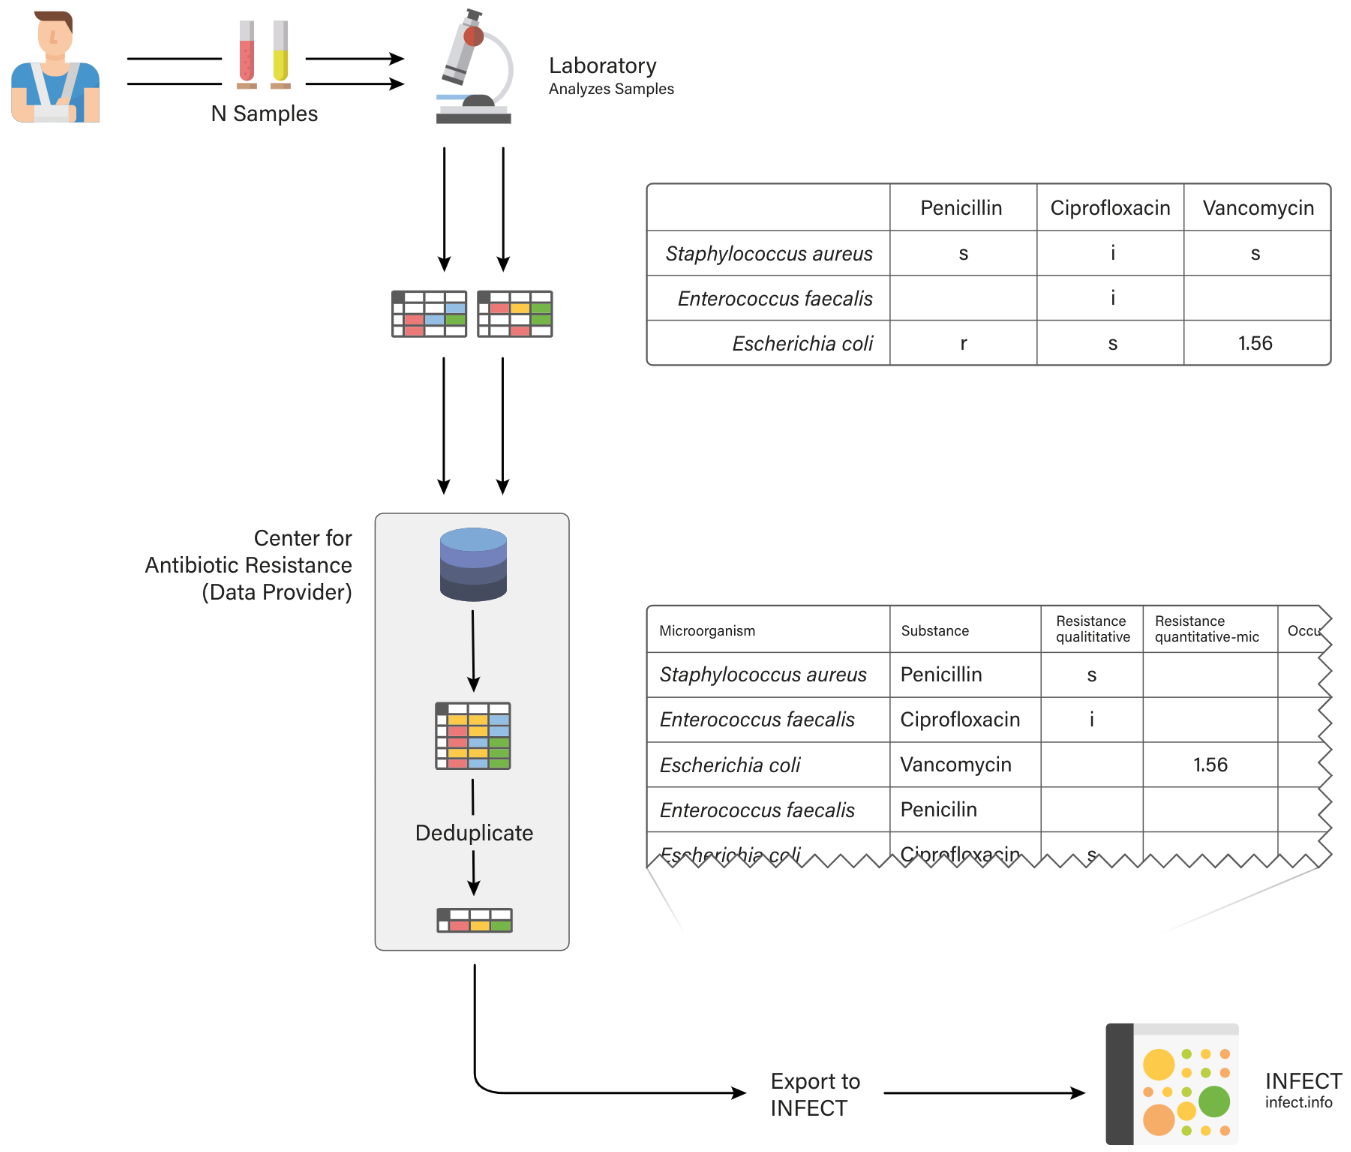 N Samples
Laboratory
Analyzes Samples
Penicillin Ciprofloxacin Vancomycin
Staphylococcus aureus s i s
Enterococcus faecalis i
Escherichia coli r s 1.56
Center for
Antibiotic Resistance
(Data Provider)
Deduplicate
Microorganism Substance Resistance qualititative Resistance quantitative-mic Occu
Staphylococcus aureus Penicillin s
Enterococcus faecalis Ciprofloxacin i
Escherichia coli Vancomycin 1.56
Enterococcus faecalis Penicilin
Escherichia coli Ciprofloxacin s
Export to
INFECT
INFECT
infect.info